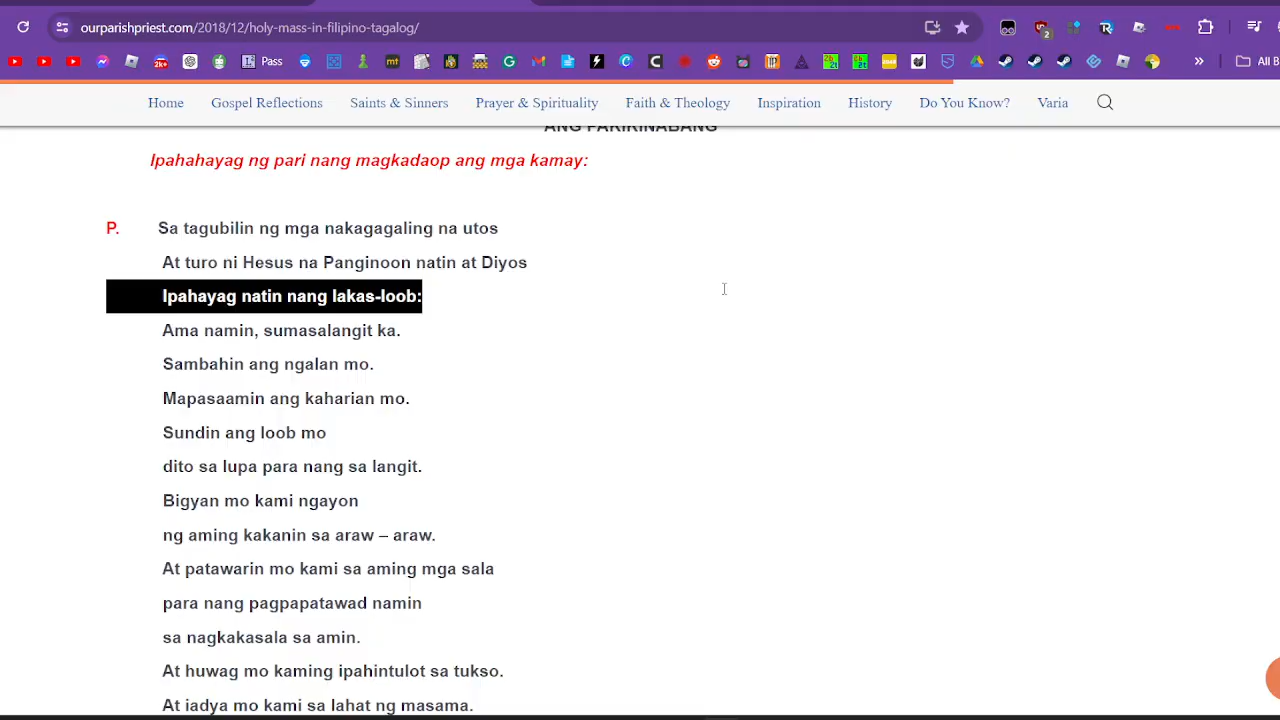 ourparishpriest.com/2018/12/holy-mass-in-filipino-tagalog/
Pass
All B
Home Gospel Reflections Saints & Sinners Prayer & Spirituality Faith & Theology Inspiration History Do You Know? Varia
ANG PAKIKINABANG
Ipahahayag ng pari nang magkadaop ang mga kamay:
P. Sa tagubilin ng mga nakagagaling na utos
At turo ni Hesus na Panginoon natin at Diyos
Ipahayag natin nang lakas-loob:
Ama namin, sumasalangit ka.
Sambahin ang ngalan mo.
Mapasaamin ang kaharian mo.
Sundin ang loob mo
dito sa lupa para nang sa langit.
Bigyan mo kami ngayon
ng aming kakanin sa araw – araw.
At patawarin mo kami sa aming mga sala
para nang pagpapatawad namin
sa nagkakasala sa amin.
At huwag mo kaming ipahintulot sa tukso.
At iadya mo kami sa lahat ng masama.